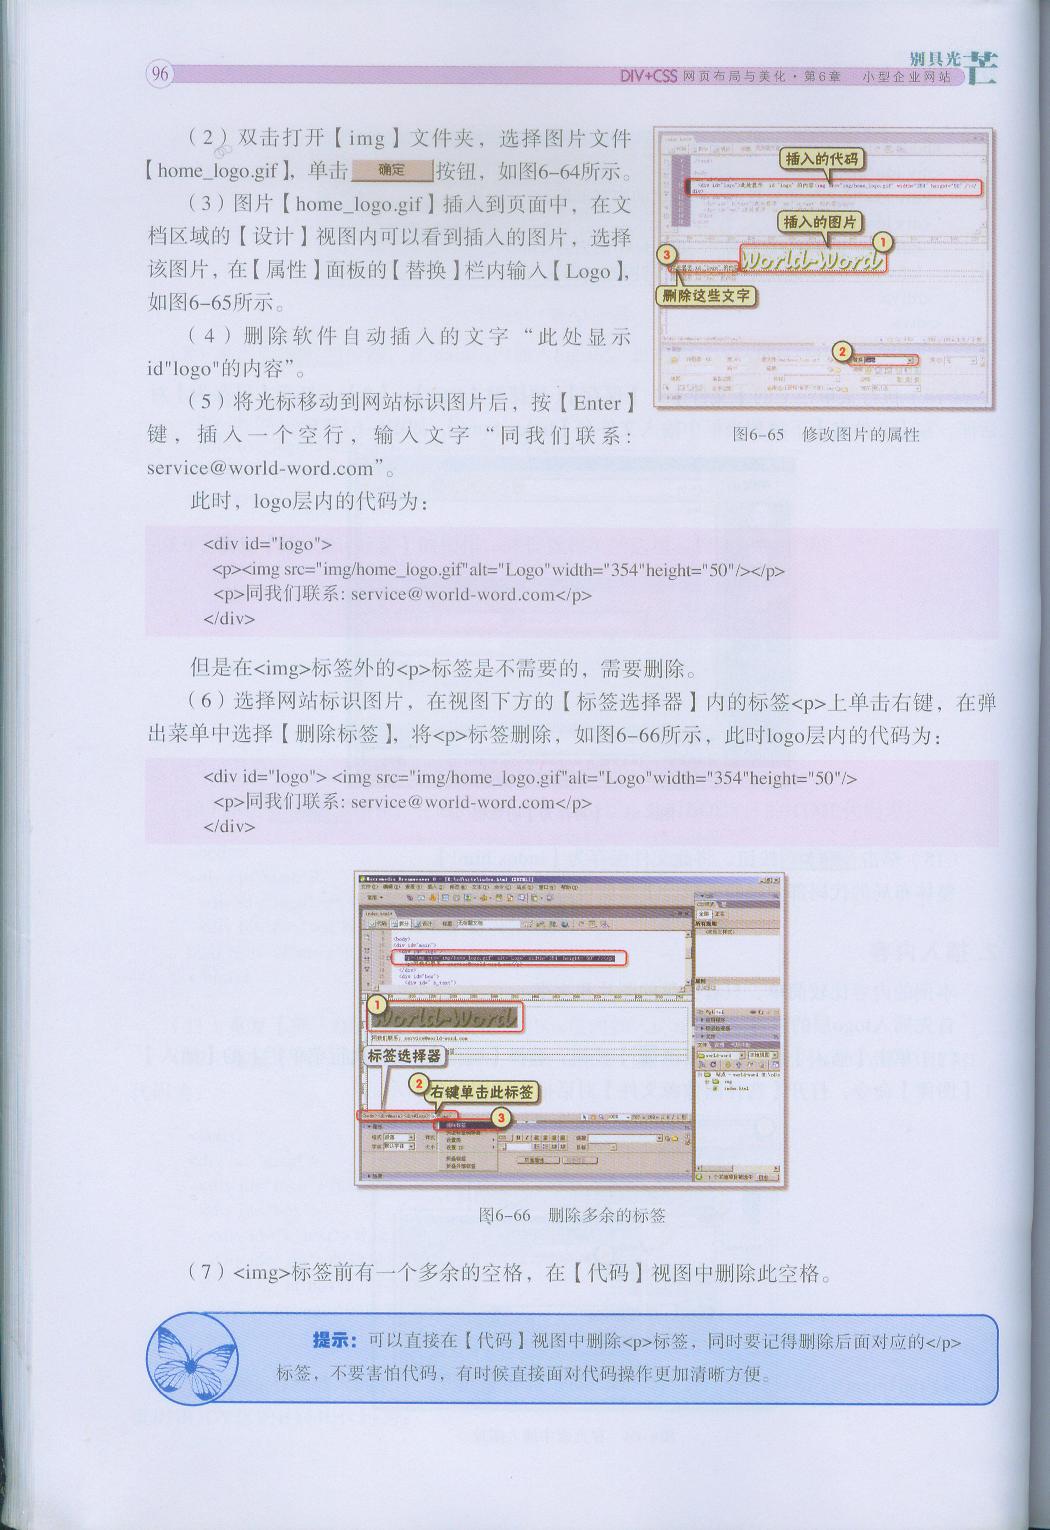 96
别具光芒
DIV+CSS 网页布局与美化·第6章 小型企业网站
（2）双击打开【img】文件夹，选择图片文件
【home_logo.gif】，单击 确定 按钮，如图6-64所示。
（3）图片【home_logo.gif】插入到页面中，在文
档区域的【设计】视图内可以看到插入的图片，选择
该图片，在【属性】面板的【替换】栏内输入【Logo】，
如图6-65所示。
（4）删除软件自动插入的文字“此处显示
id"logo"的内容”。
（5）将光标移动到网站标识图片后，按【Enter】
键，插入一个空行，输入文字“同我们联系：
service@world-word.com”。
插入的代码
插入的图片
1
3
World-Word
删除这些文字
2
图6-65 修改图片的属性
此时，logo层内的代码为：
<div id="logo">
<p><img src="img/home_logo.gif"alt="Logo"width="354"height="50"/></p>
<p>同我们联系: service@world-word.com</p>
</div>
但是在<img>标签外的<p>标签是不需要的，需要删除。
（6）选择网站标识图片，在视图下方的【标签选择器】内的标签<p>上单击右键，在弹
出菜单中选择【删除标签】，将<p>标签删除，如图6-66所示，此时logo层内的代码为：
<div id="logo"> <img src="img/home_logo.gif"alt="Logo"width="354"height="50"/>
<p>同我们联系: service@world-word.com</p>
</div>
1
World-Word
同我们联系: service@world-word.com
标签选择器
2
右键单击此标签
3
图6-66 删除多余的标签
（7）<img>标签前有一个多余的空格，在【代码】视图中删除此空格。
提示：可以直接在【代码】视图中删除<p>标签，同时要记得删除后面对应的</p>
标签，不要害怕代码，有时候直接面对代码操作更加清晰方便。